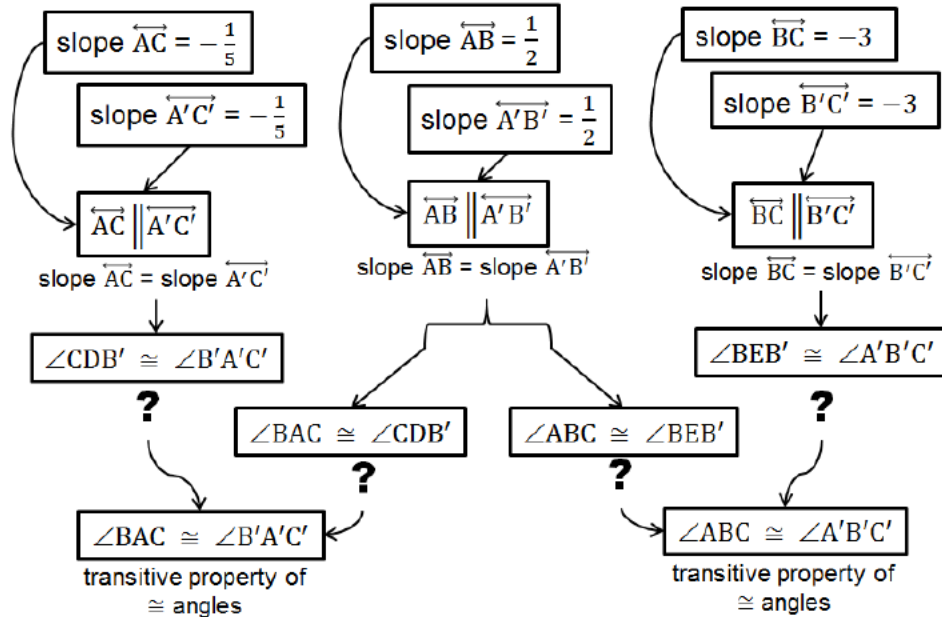 slope AC = −1/5
slope A′C′ = −1/5
AC ∥ A′C′
slope AC = slope A′C′
∠CDB′ ≅ ∠B′A′C′
?
slope AB = 1/2
slope A′B′ = 1/2
AB ∥ A′B′
slope AB = slope A′B′
∠BAC ≅ ∠CDB′
?
∠ABC ≅ ∠BEB′
?
slope BC = −3
slope B′C′ = −3
BC ∥ B′C′
slope BC = slope B′C′
∠BEB′ ≅ ∠A′B′C′
?
∠BAC ≅ ∠B′A′C′
transitive property of
≅ angles
∠ABC ≅ ∠A′B′C′
transitive property of
≅ angles